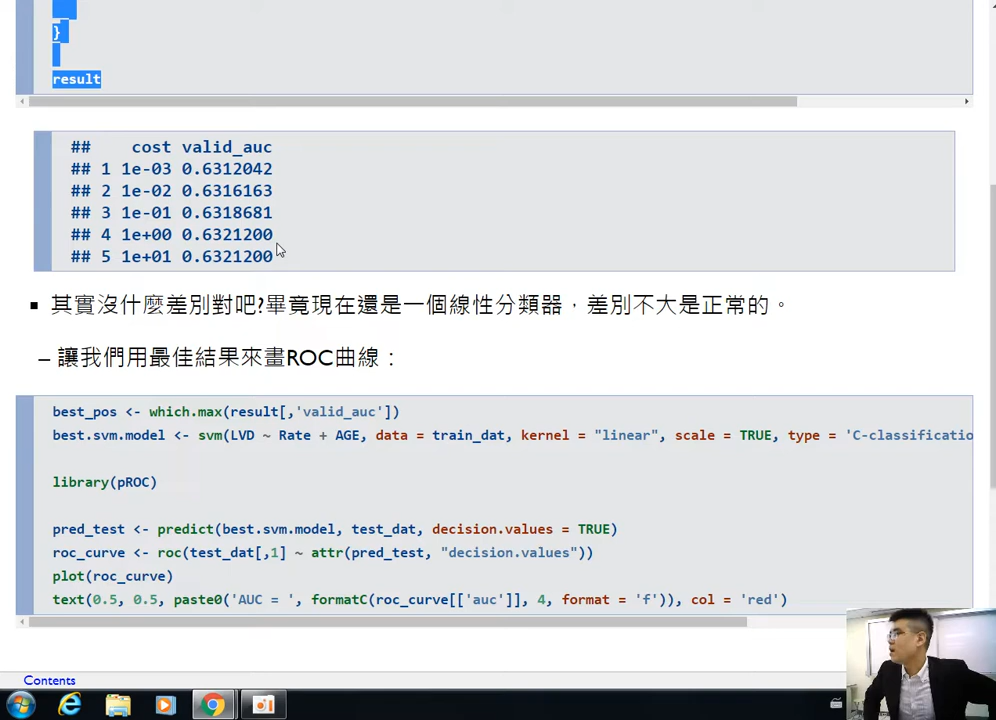 }
result
##    cost valid_auc
## 1 1e-03 0.6312042
## 2 1e-02 0.6316163
## 3 1e-01 0.6318681
## 4 1e+00 0.6321200
## 5 1e+01 0.6321200
▪ 其實沒什麼差別對吧?畢竟現在還是一個線性分類器，差別不大是正常的。
– 讓我們用最佳結果來畫ROC曲線：
best_pos <- which.max(result[,'valid_auc'])
best.svm.model <- svm(LVD ~ Rate + AGE, data = train_dat, kernel = "linear", scale = TRUE, type = 'C-classificatio
library(pROC)
pred_test <- predict(best.svm.model, test_dat, decision.values = TRUE)
roc_curve <- roc(test_dat[,1] ~ attr(pred_test, "decision.values"))
plot(roc_curve)
text(0.5, 0.5, paste0('AUC = ', formatC(roc_curve[['auc']], 4, format = 'f')), col = 'red')
Contents